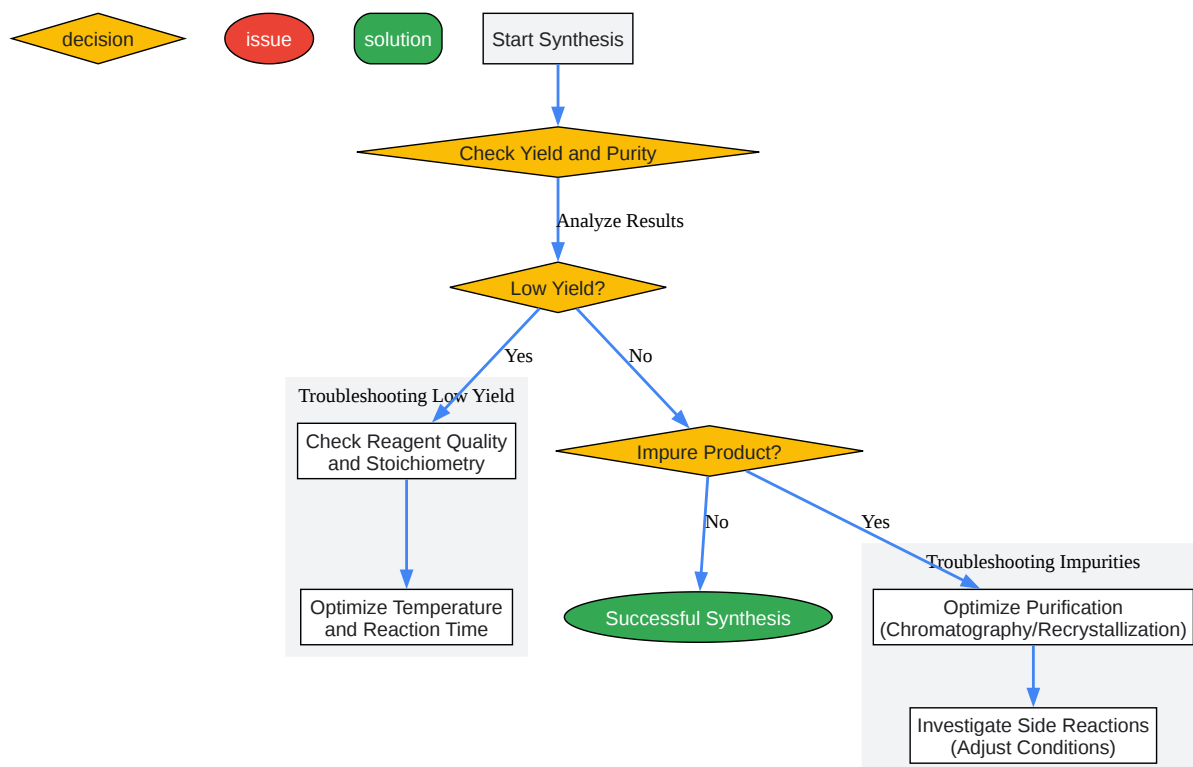 decision
issue
solution
Start Synthesis
Check Yield and Purity
Analyze Results
Low Yield?
Yes
No
Troubleshooting Low Yield
Check Reagent Quality
and Stoichiometry
Optimize Temperature
and Reaction Time
Impure Product?
No
Yes
Successful Synthesis
Troubleshooting Impurities
Optimize Purification
(Chromatography/Recrystallization)
Investigate Side Reactions
(Adjust Conditions)